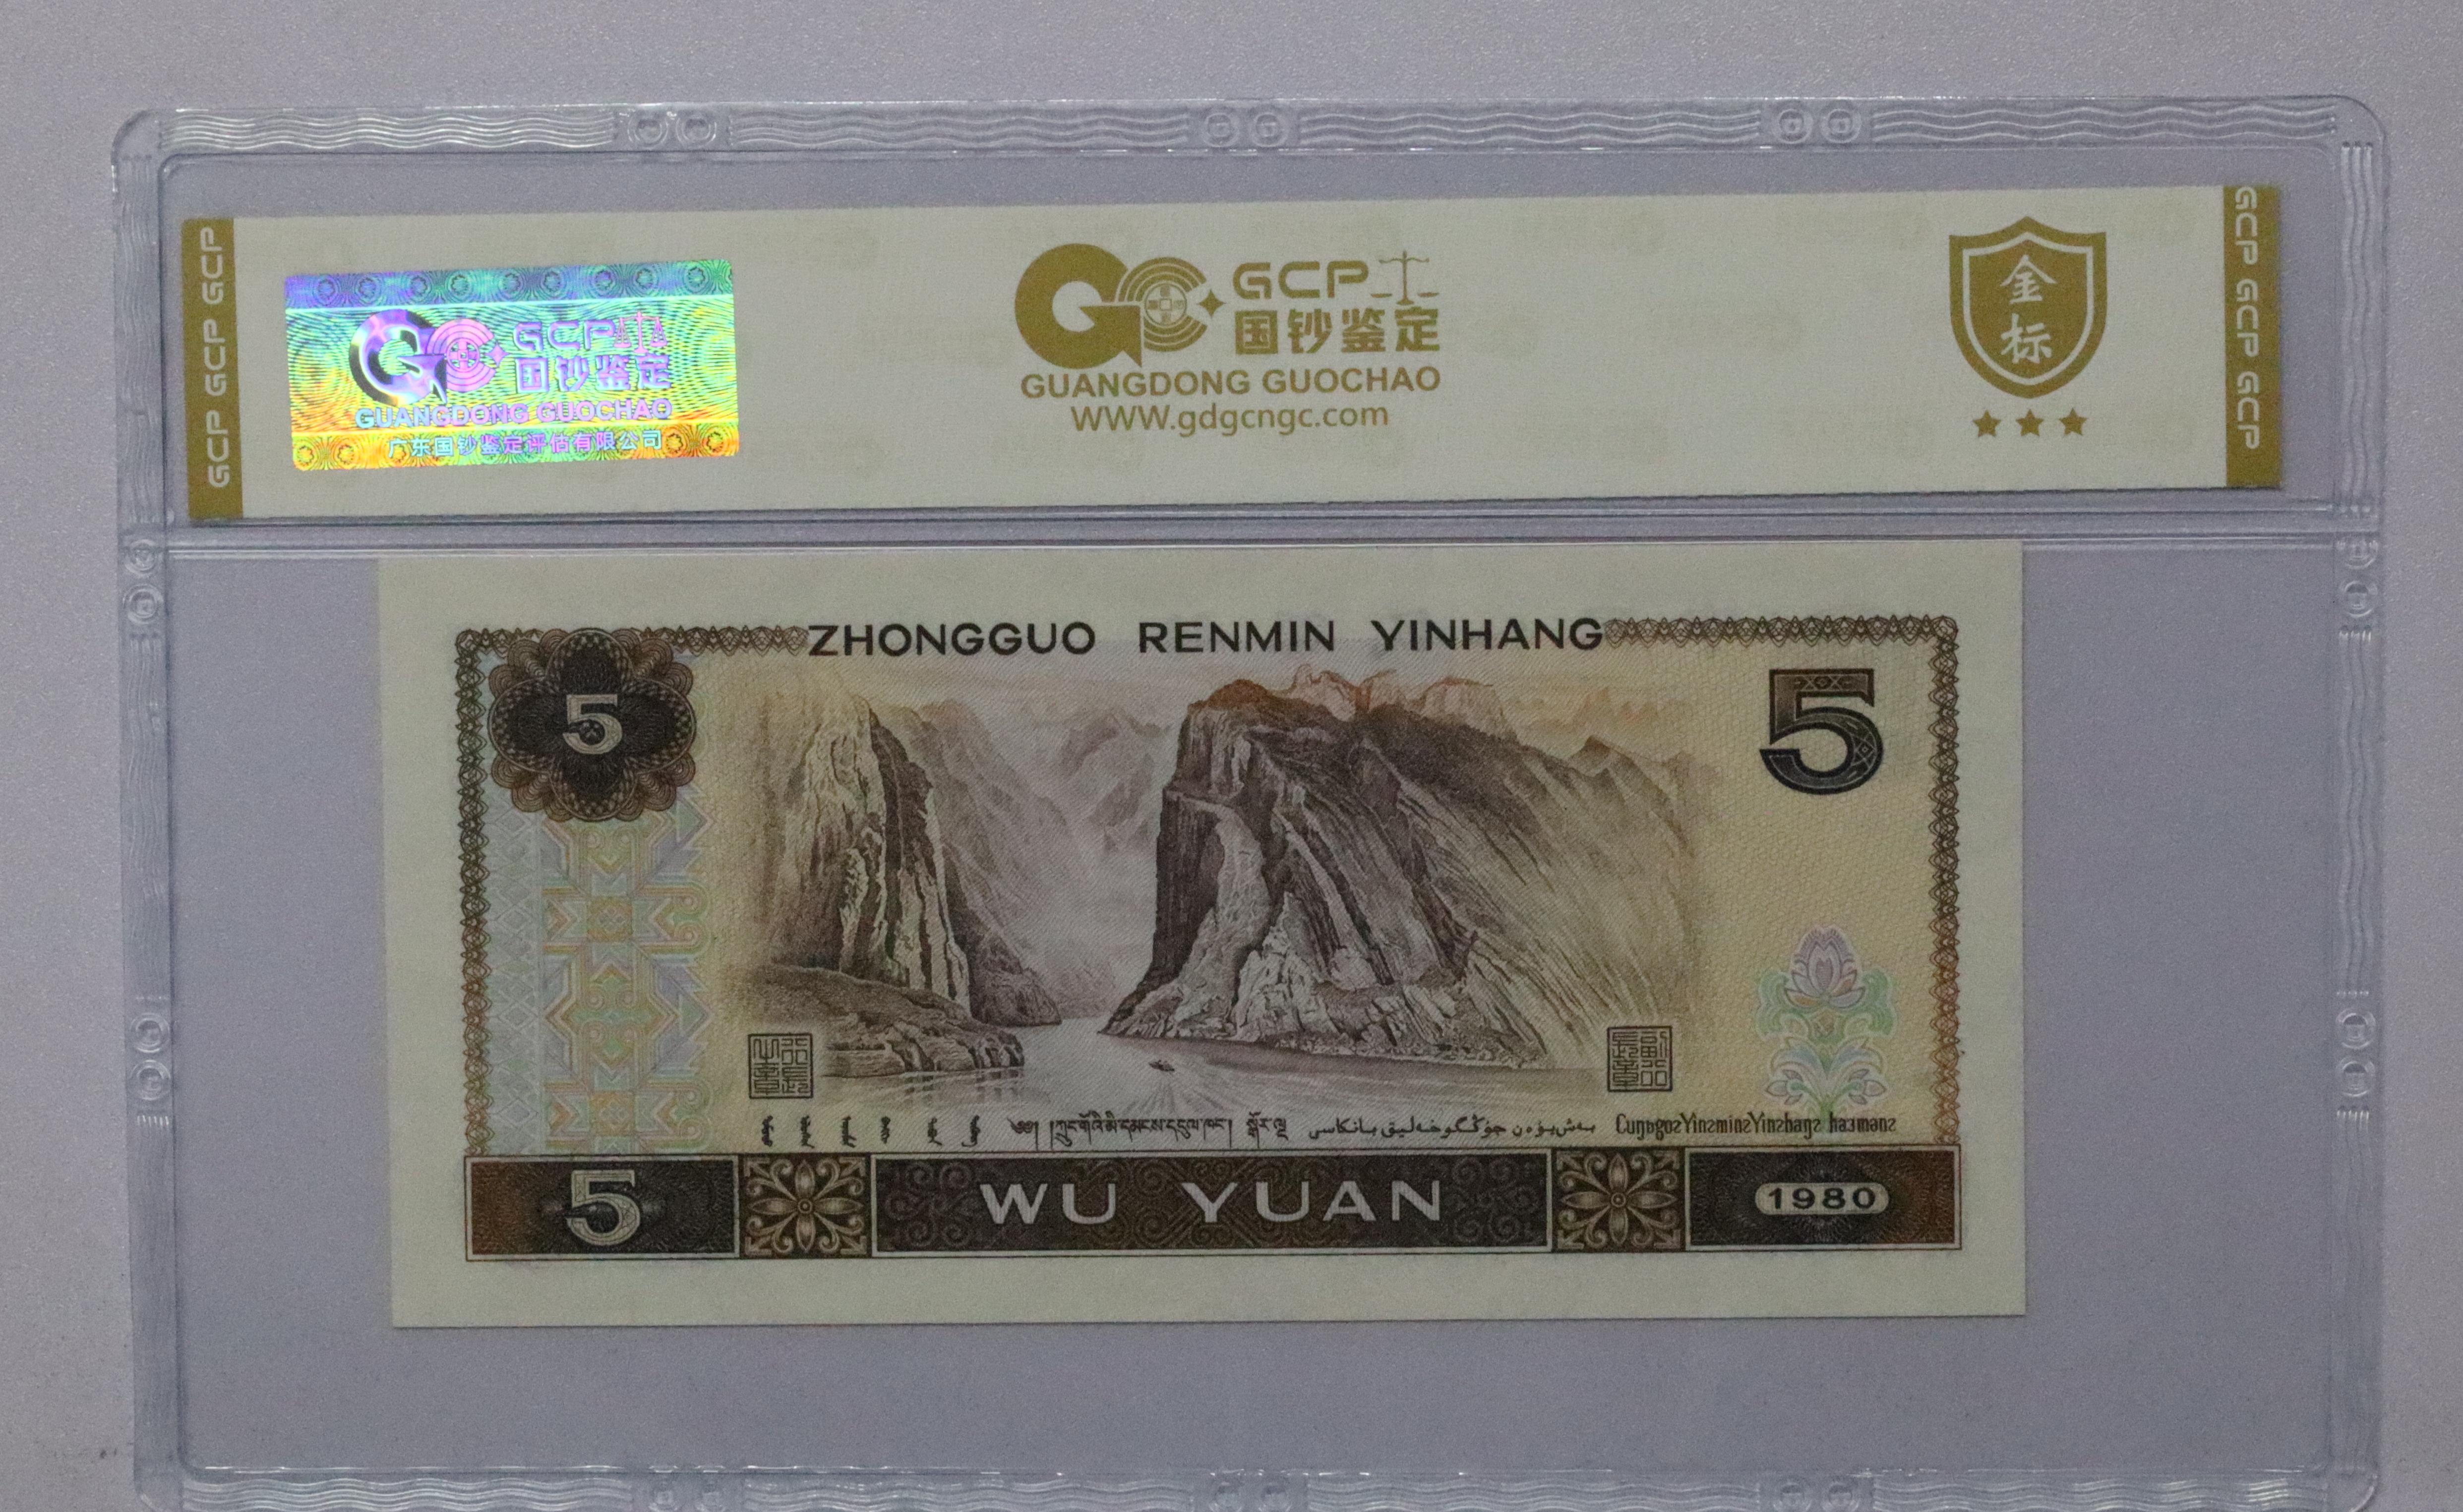 GCP GCP GCP
GCP
国钞鉴定
GUANGDONG GUOCHAO
广东国钞鉴定评估有限公司
GCP
国钞鉴定
GUANGDONG GUOCHAO
WWW.gdgcngc.com
金
标
GCP GCP GCP
ZHONGGUO RENMIN YINHANG
5
5
Cuŋƅgoƨ Yinƨminƨ Yinƨhaŋƨ haзmənƨ
5
WU YUAN
1980